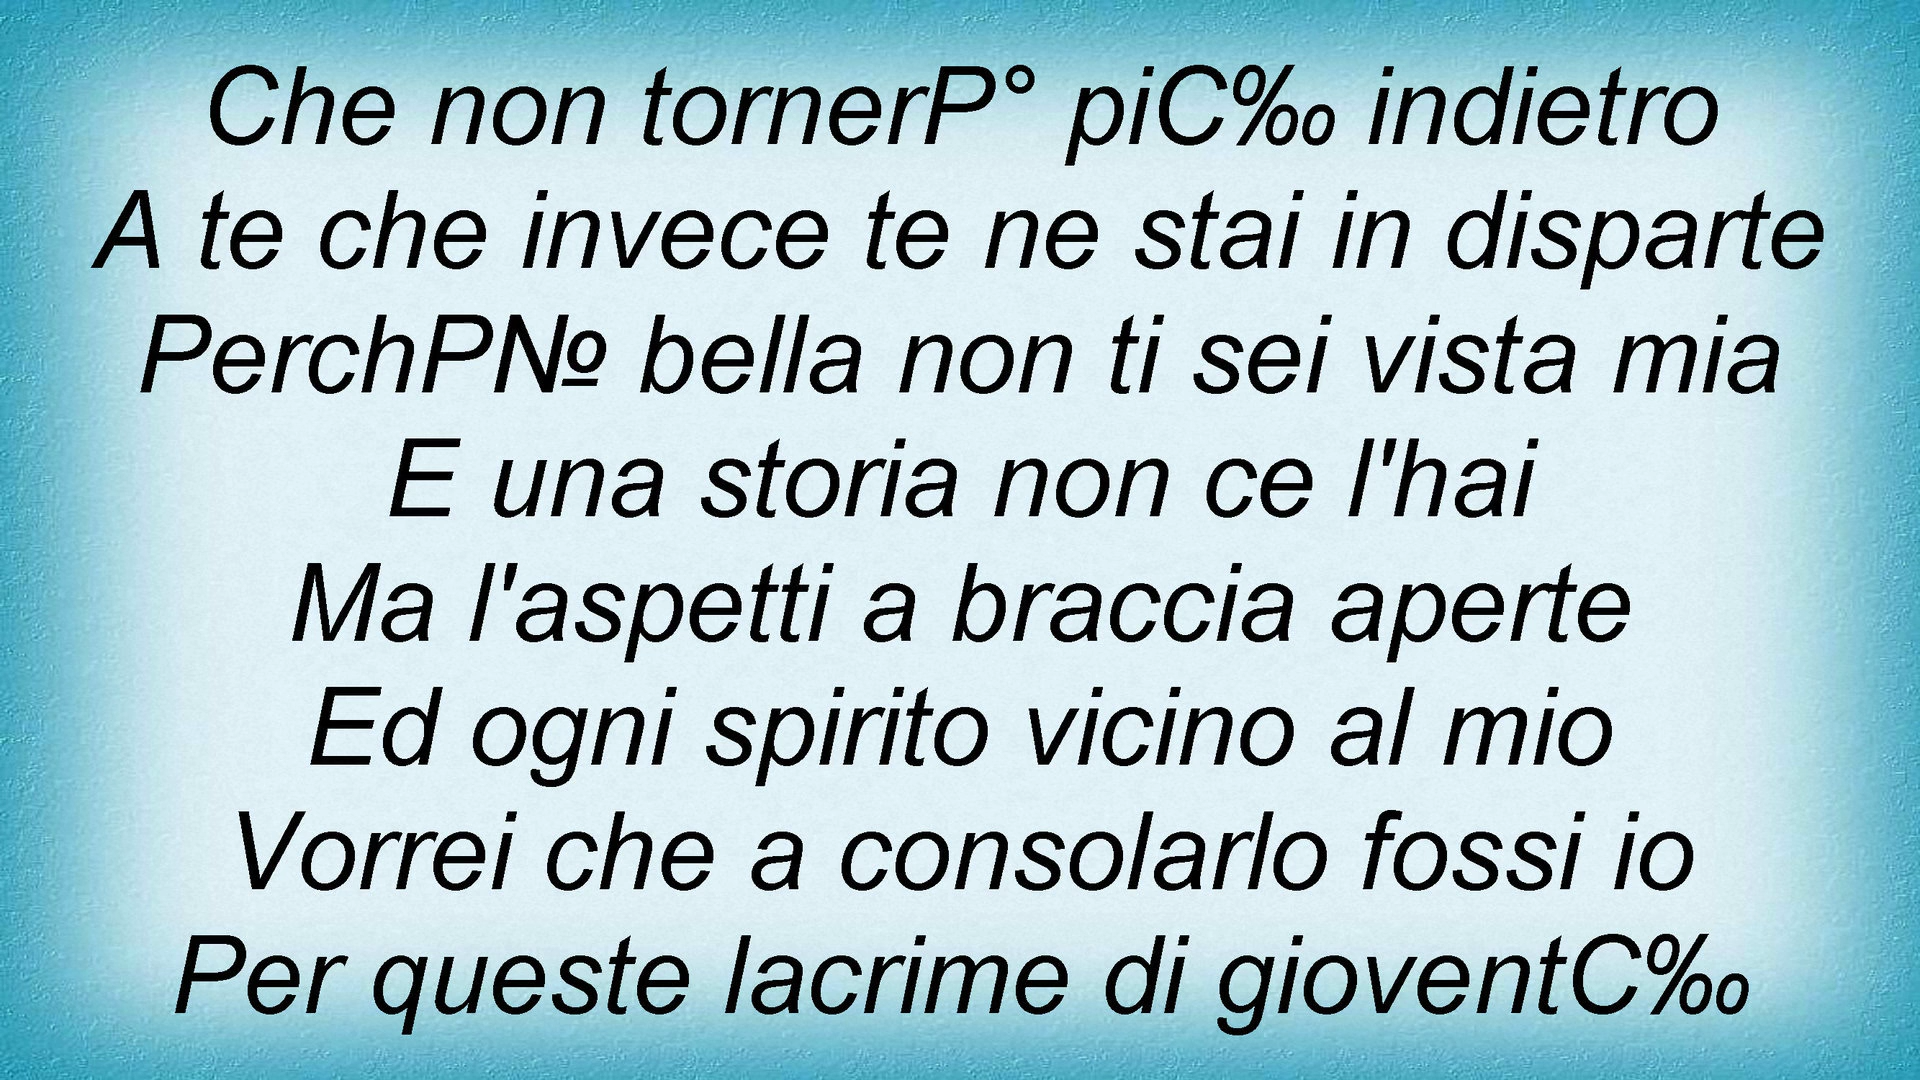 Che non tornerP° piC‰ indietro
A te che invece te ne stai in disparte
PerchP№ bella non ti sei vista mia
E una storia non ce l'hai
Ma l'aspetti a braccia aperte
Ed ogni spirito vicino al mio
Vorrei che a consolarlo fossi io
Per queste lacrime di gioventC‰